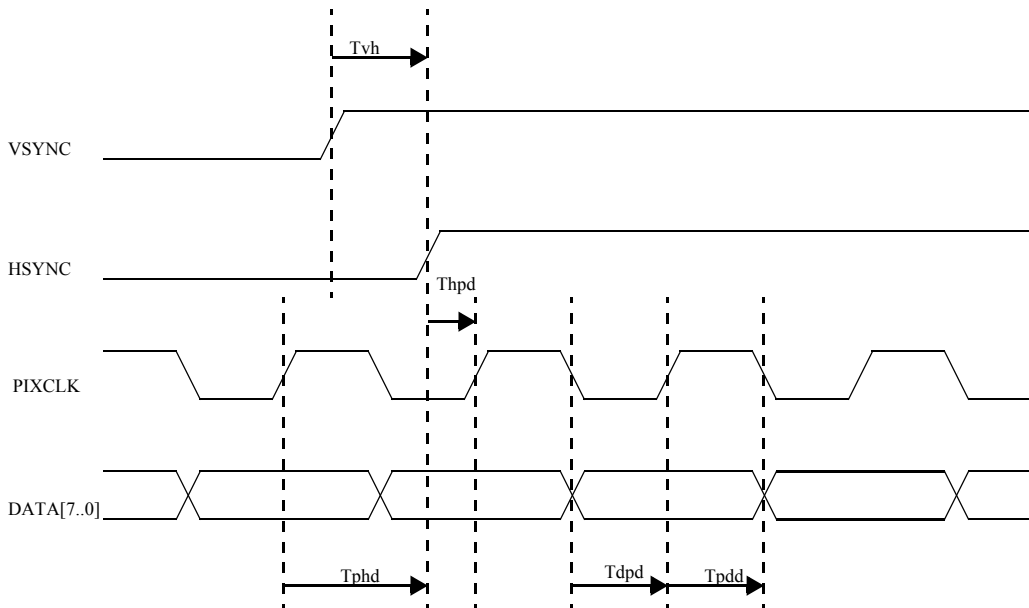 Tvh
VSYNC
HSYNC
Thpd
PIXCLK
DATA[7..0]
Tphd
Tdpd
Tpdd